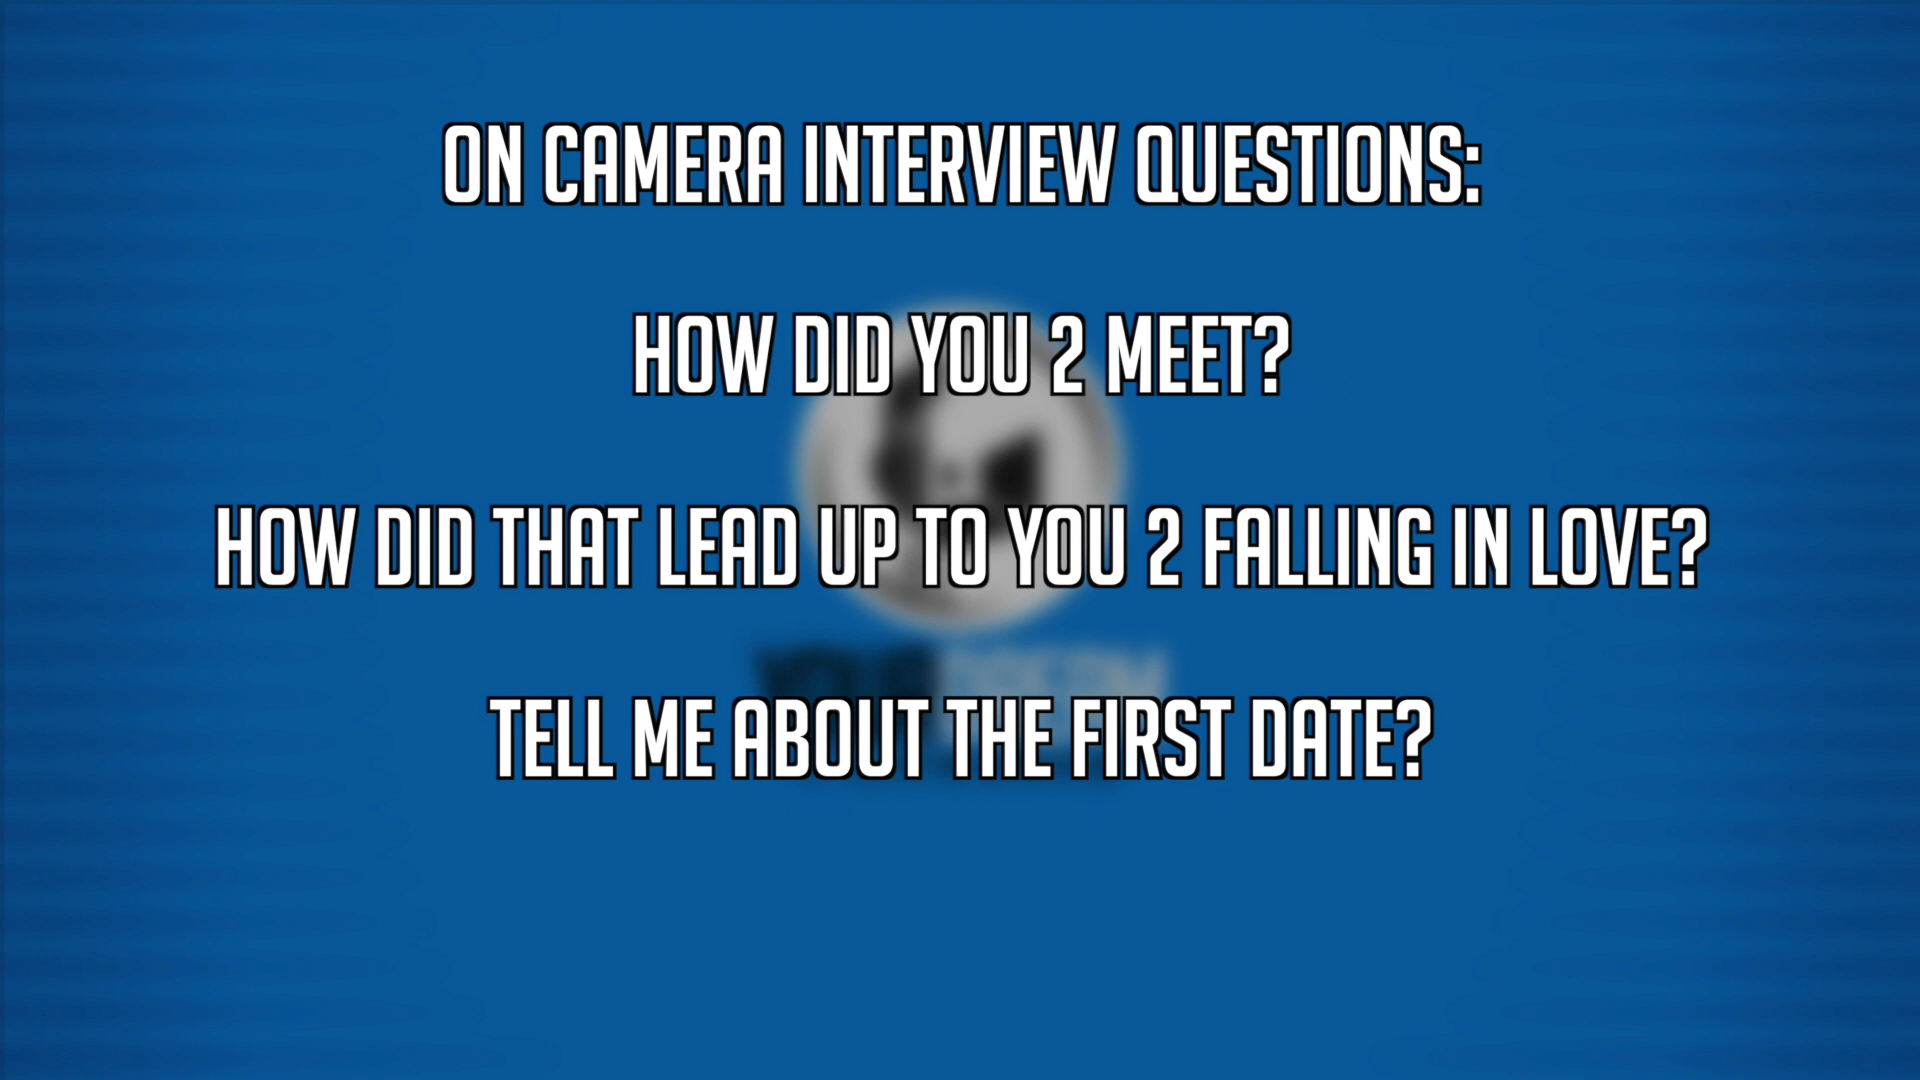 ON CAMERA INTERVIEW QUESTIONS:
HOW DID YOU 2 MEET?
HOW DID THAT LEAD UP TO YOU 2 FALLING IN LOVE?
TELL ME ABOUT THE FIRST DATE?